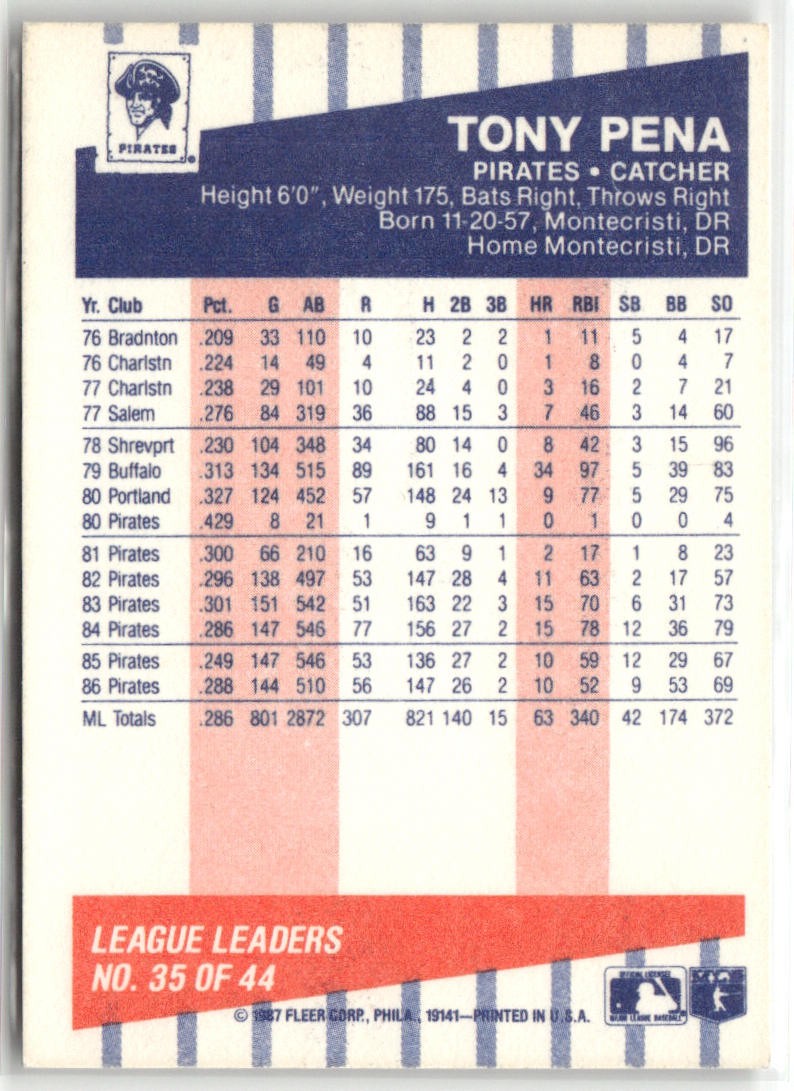 PIRATES
TONY PENA
PIRATES • CATCHER
Height 6'0", Weight 175, Bats Right, Throws Right
Born 11-20-57, Montecristi, DR
Home Montecristi, DR
Yr. Club Pct. G AB R H 2B 3B HR RBI SB BB SO
76 Bradnton .209 33 110 10 23 2 2 1 11 5 4 17
76 Charlstn .224 14 49 4 11 2 0 1 8 0 4 7
77 Charlstn .238 29 101 10 24 4 0 3 16 2 7 21
77 Salem .276 84 319 36 88 15 3 7 46 3 14 60
78 Shrevprt .230 104 348 34 80 14 0 8 42 3 15 96
79 Buffalo .313 134 515 89 161 16 4 34 97 5 39 83
80 Portland .327 124 452 57 148 24 13 9 77 5 29 75
80 Pirates .429 8 21 1 9 1 1 0 1 0 0 4
81 Pirates .300 66 210 16 63 9 1 2 17 1 8 23
82 Pirates .296 138 497 53 147 28 4 11 63 2 17 57
83 Pirates .301 151 542 51 163 22 3 15 70 6 31 73
84 Pirates .286 147 546 77 156 27 2 15 78 12 36 79
85 Pirates .249 147 546 53 136 27 2 10 59 12 29 67
86 Pirates .288 144 510 56 147 26 2 10 52 9 53 69
ML Totals .286 801 2872 307 821 140 15 63 340 42 174 372
LEAGUE LEADERS
NO. 35 OF 44
OFFICIAL LICENSEE
MAJOR LEAGUE BASEBALL
© 1987 FLEER CORP., PHILA., 19141—PRINTED IN U.S.A.